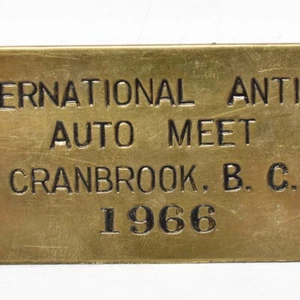 ERNATIONAL ANTI
AUTO MEET
CRANBROOK, B. C.
1966